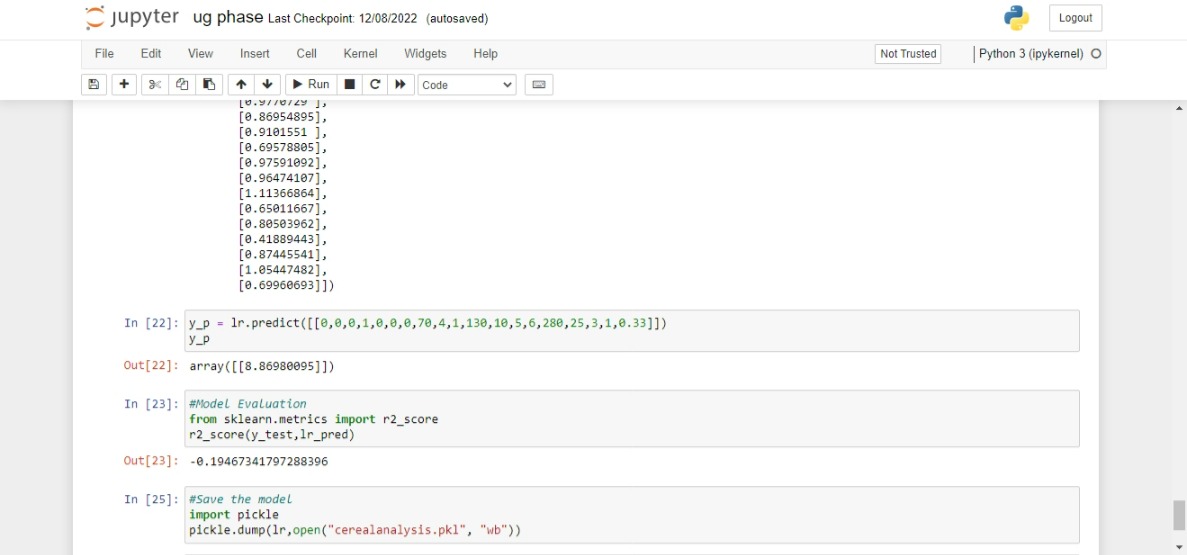 jupyter ug phase Last Checkpoint: 12/08/2022 (autosaved)
Logout
File Edit View Insert Cell Kernel Widgets Help
Not Trusted
Python 3 (ipykernel)
Run
Code
[0.9770729 ],
[0.86954895],
[0.9101551 ],
[0.69578805],
[0.97591092],
[0.96474107],
[1.11366864],
[0.65011667],
[0.80503962],
[0.41889443],
[0.87445541],
[1.05447482],
[0.69960693]])
In [22]: y_p = lr.predict([[0,0,0,1,0,0,0,70,4,1,130,10,5,6,280,25,3,1,0.33]])
y_p
Out[22]: array([[8.86980095]])
In [23]: #Model Evaluation
from sklearn.metrics import r2_score
r2_score(y_test,lr_pred)
Out[23]: -0.19467341797288396
In [25]: #Save the model
import pickle
pickle.dump(lr,open("cerealanalysis.pkl", "wb"))